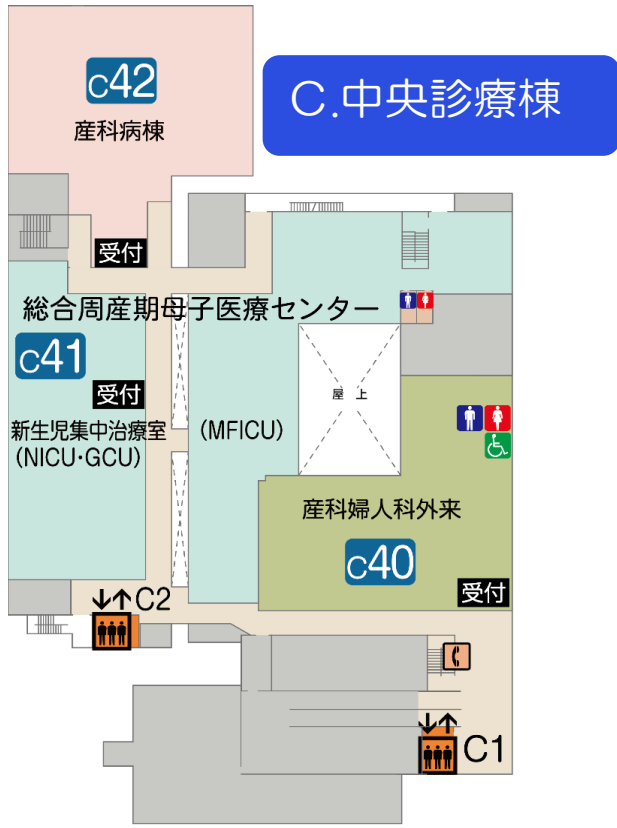 C.中央診療棟
C42
産科病棟
受付
総合周産期母子医療センター
C41
受付
新生児集中治療室
(NICU・GCU)
(MFICU)
屋上
産科婦人科外来
C40
受付
C2
C1